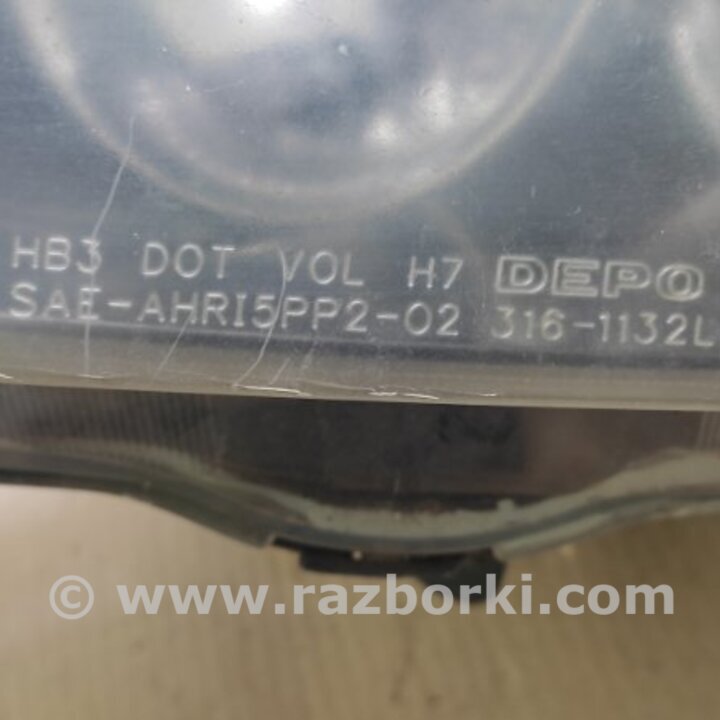 HB3 DOT VOL H7 DEPO
SAE-AHRI5PP2-02 316-1132L
© www.razborki.com